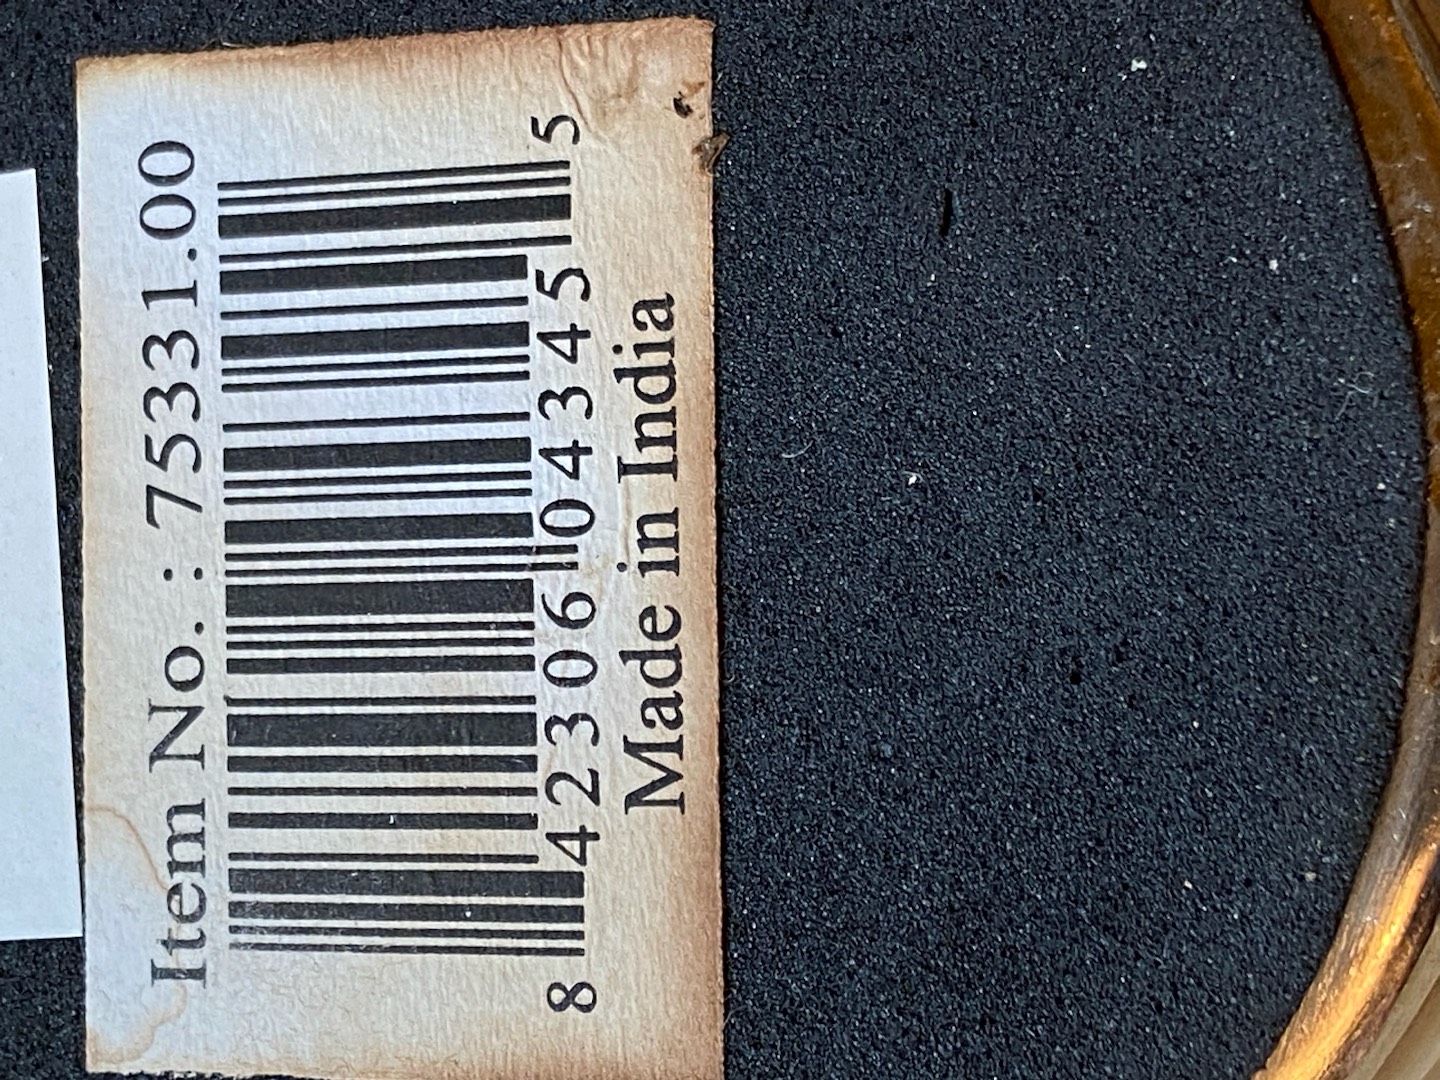 Item No. : 75331.00
8 42306 04345 5
Made in India